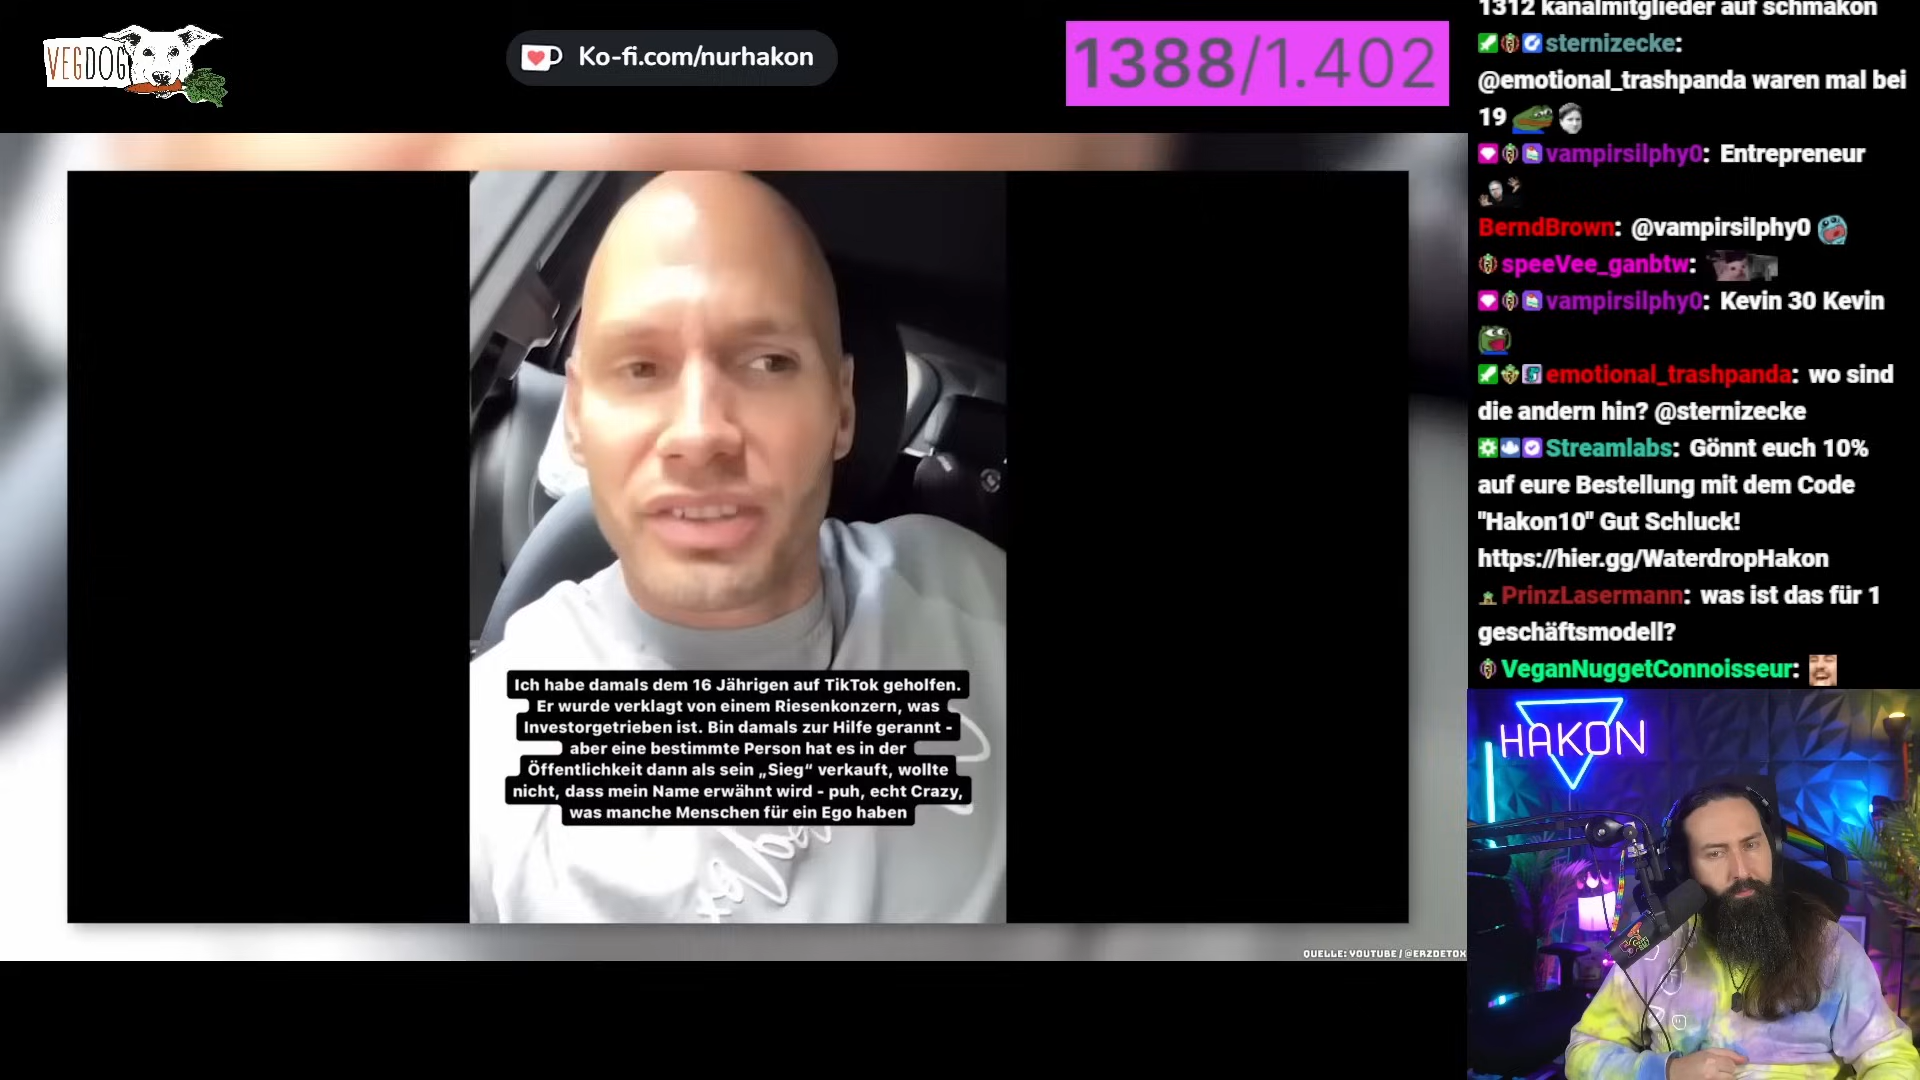 VEGDOG
Ko-fi.com/nurhakon
1388/1.402
Ich habe damals dem 16 Jährigen auf TikTok geholfen.
Er wurde verklagt von einem Riesenkonzern, was
Investorgetrieben ist. Bin damals zur Hilfe gerannt -
aber eine bestimmte Person hat es in der
Öffentlichkeit dann als sein „Sieg“ verkauft, wollte
nicht, dass mein Name erwähnt wird - puh, echt Crazy,
was manche Menschen für ein Ego haben
QUELLE: YOUTUBE / @ERZDETOX
1312 kanalmitglieder auf schmakon
sternizecke:
@emotional_trashpanda waren mal bei
19
vampirsilphy0: Entrepreneur
BerndBrown: @vampirsilphy0
speeVee_ganbtw:
vampirsilphy0: Kevin 30 Kevin
emotional_trashpanda: wo sind
die andern hin? @sternizecke
Streamlabs: Gönnt euch 10%
auf eure Bestellung mit dem Code
"Hakon10" Gut Schluck!
https://hier.gg/WaterdropHakon
PrinzLasermann: was ist das für 1
geschäftsmodell?
VeganNuggetConnoisseur:
HAKON